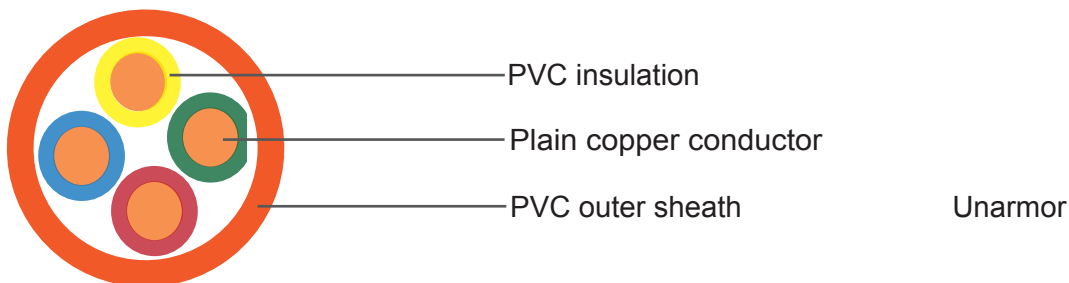 PVC insulation
Plain copper conductor
PVC outer sheath Unarmor